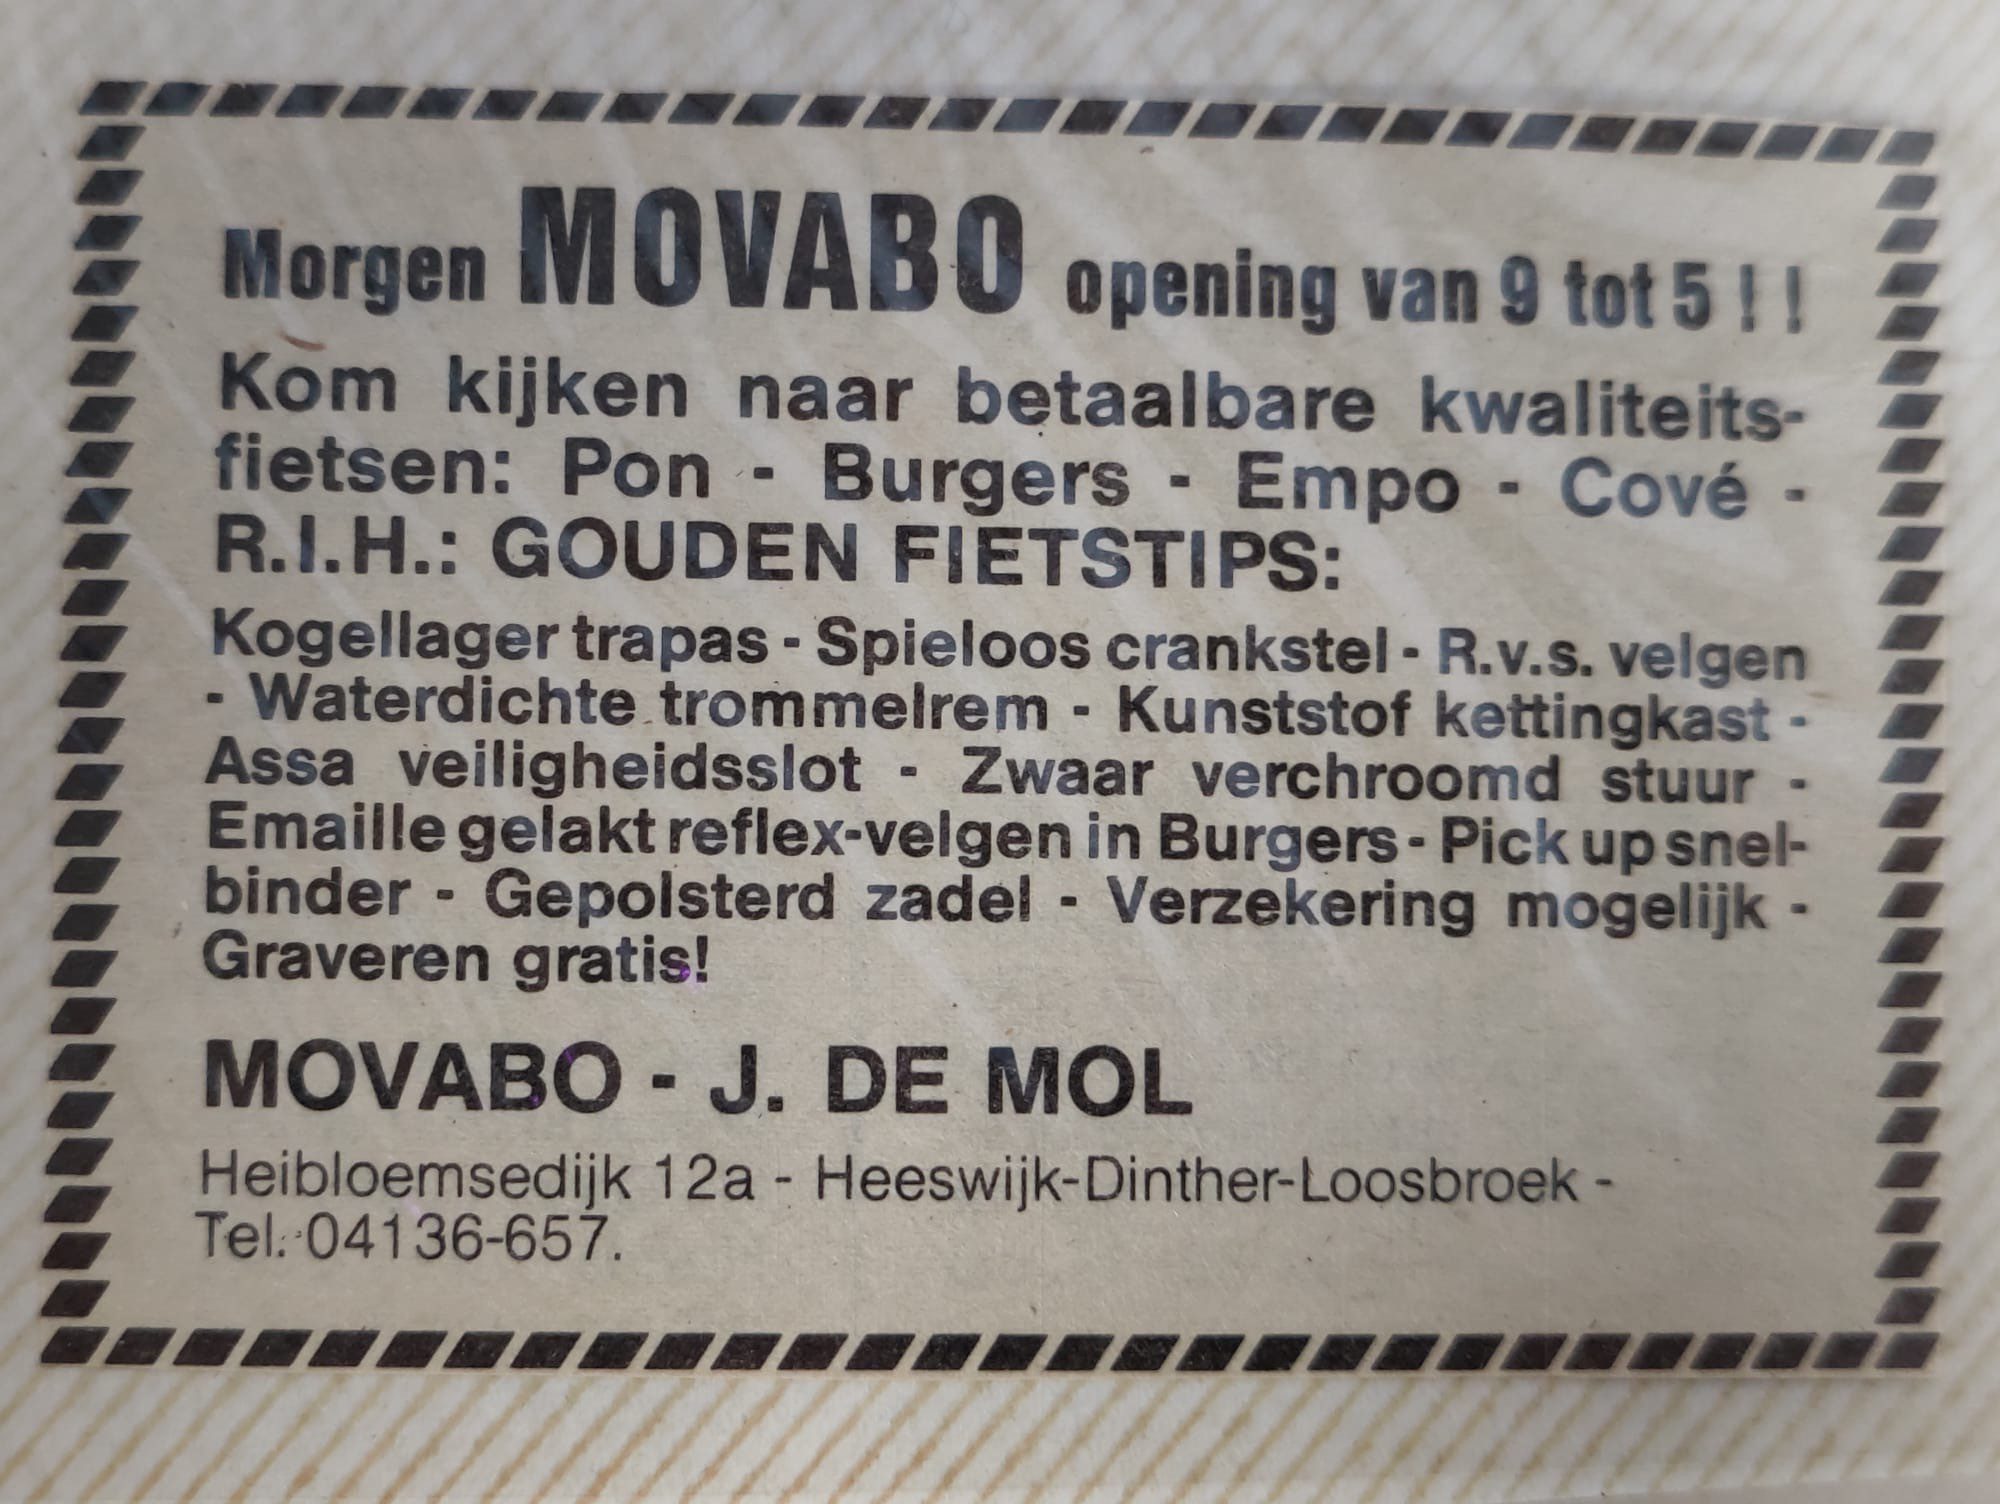 Morgen MOVABO opening van 9 tot 5 ! !
Kom kijken naar betaalbare kwaliteits-
fietsen: Pon - Burgers - Empo - Cové -
R.I.H.: GOUDEN FIETSTIPS:
Kogellager trapas - Spieloos crankstel - R.v.s. velgen
- Waterdichte trommelrem - Kunststof kettingkast -
Assa veiligheidsslot - Zwaar verchroomd stuur -
Emaille gelakt reflex-velgen in Burgers - Pick up snel-
binder - Gepolsterd zadel - Verzekering mogelijk -
Graveren gratis!
MOVABO - J. DE MOL
Heibloemsedijk 12a - Heeswijk-Dinther-Loosbroek -
Tel. 04136-657.